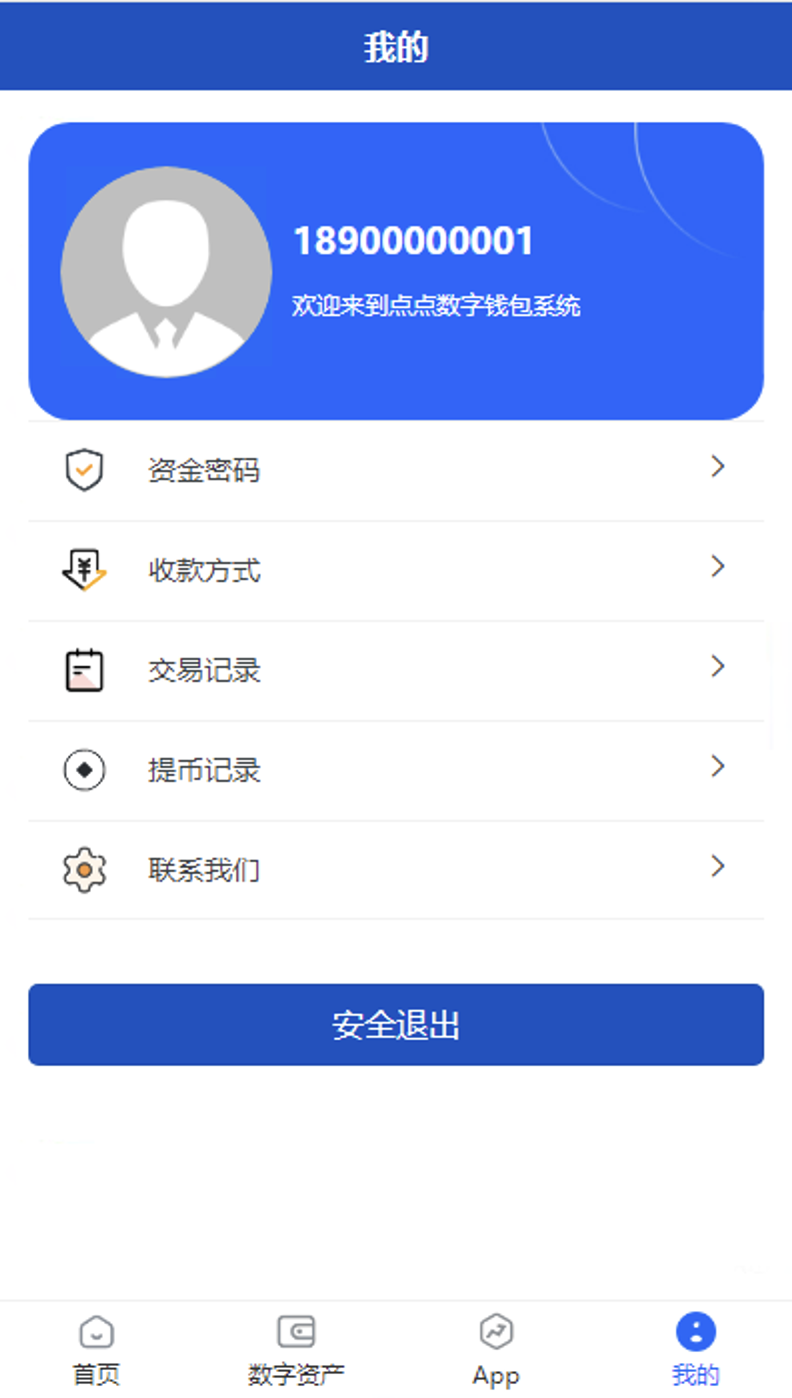 我的
18900000001
欢迎来到点点数字钱包系统
资金密码
收款方式
交易记录
提币记录
联系我们
安全退出
首页
数字资产
App
我的